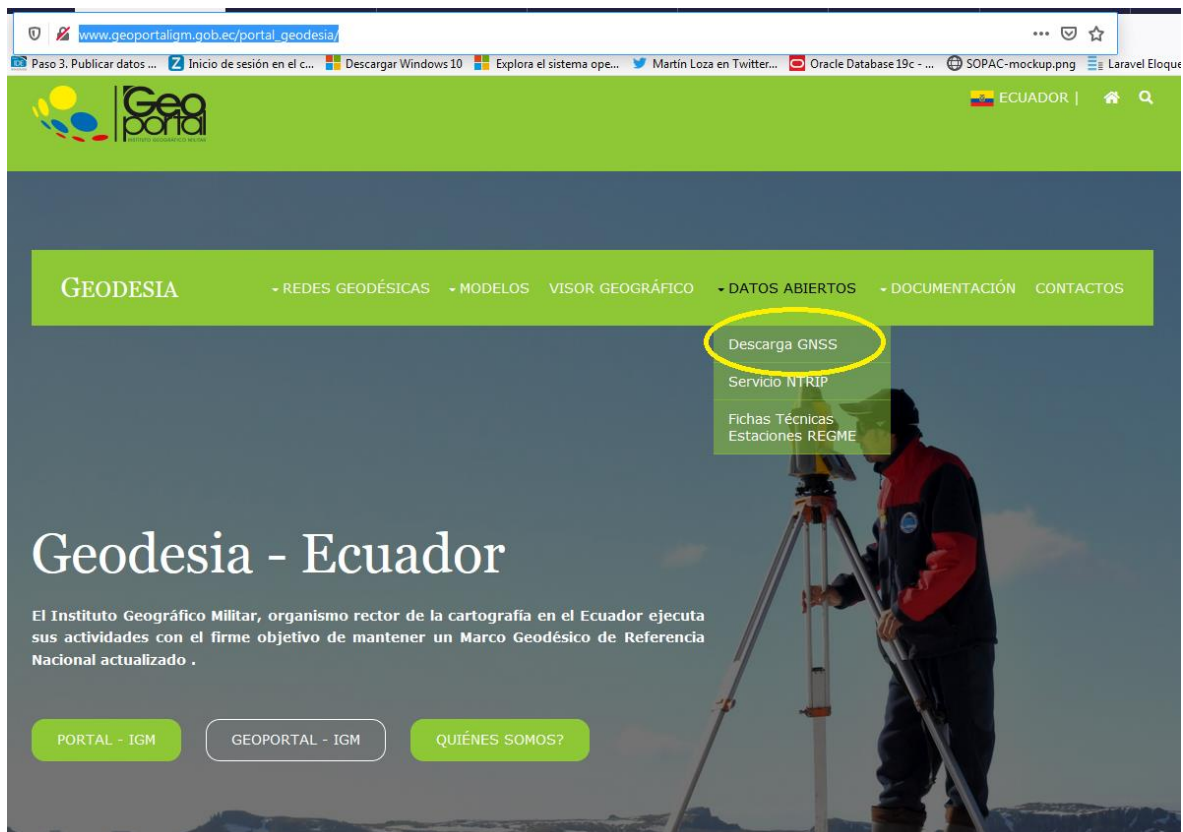 www.geoportaligm.gob.ec/portal_geodesia/
Paso 3. Publicar datos ... Inicio de sesión en el c... Descargar Windows 10 Explora el sistema ope... Martín Loza en Twitter... Oracle Database 19c - ... SOPAC-mockup.png Laravel Eloque
Geo
portal
INSTITUTO GEOGRÁFICO MILITAR
ECUADOR |
GEODESIA
REDES GEODÉSICAS MODELOS VISOR GEOGRÁFICO DATOS ABIERTOS DOCUMENTACIÓN CONTACTOS
Descarga GNSS
Servicio NTRIP
Fichas Técnicas
Estaciones REGME
Geodesia - Ecuador
El Instituto Geográfico Militar, organismo rector de la cartografía en el Ecuador ejecuta
sus actividades con el firme objetivo de mantener un Marco Geodésico de Referencia
Nacional actualizado .
PORTAL - IGM GEOPORTAL - IGM QUIÉNES SOMOS?